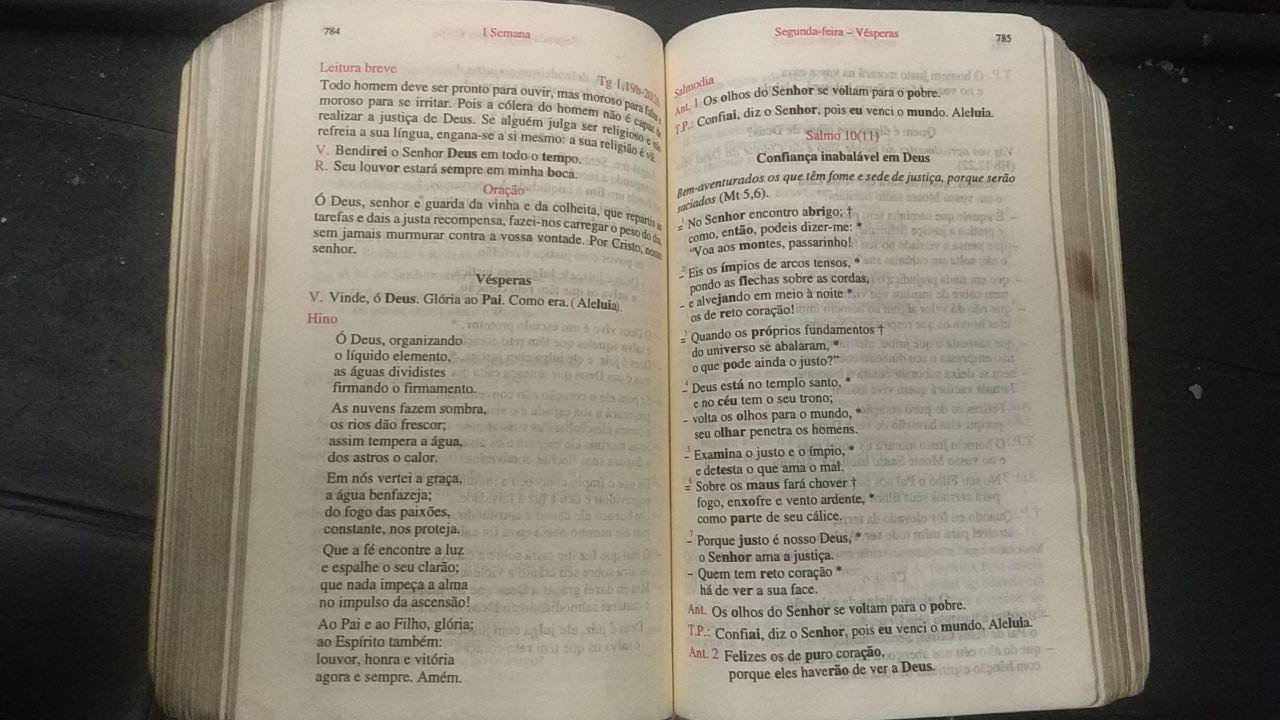 784
I Semana
Leitura breve
Tg 1,19b-20.26
Todo homem deve ser pronto para ouvir, mas moroso para falar e
moroso para se irritar. Pois a cólera do homem não é capaz de
realizar a justiça de Deus. Se alguém julga ser religioso e não
refreia a sua língua, engana-se a si mesmo: a sua religião é vã.
V. Bendirei o Senhor Deus em todo o tempo.
R. Seu louvor estará sempre em minha boca.
Oração
Ó Deus, senhor e guarda da vinha e da colheita, que repartis as
tarefas e dais a justa recompensa, fazei-nos carregar o peso do dia,
sem jamais murmurar contra a vossa vontade. Por Cristo, nosso
senhor.
Vésperas
V. Vinde, ó Deus. Glória ao Pai. Como era. (Aleluia).
Hino
Ó Deus, organizando
o líquido elemento,
as águas dividistes
firmando o firmamento.
As nuvens fazem sombra,
os rios dão frescor;
assim tempera a água,
dos astros o calor.
Em nós vertei a graça,
a água benfazeja;
do fogo das paixões,
constante, nos proteja.
Que a fé encontre a luz
e espalhe o seu clarão;
que nada impeça a alma
no impulso da ascensão!
Ao Pai e ao Filho, glória;
ao Espírito também:
louvor, honra e vitória
agora e sempre. Amém.
Segunda-feira – Vésperas
785
Salmodia
Ant. 1 Os olhos do Senhor se voltam para o pobre.
T.P.: Confiai, diz o Senhor, pois eu venci o mundo. Aleluia.
Salmo 10(11)
Confiança inabalável em Deus
Bem-aventurados os que têm fome e sede de justiça, porque serão
saciados (Mt 5,6).
=¹ No Senhor encontro abrigo; †
como, então, podeis dizer-me: *
"Voa aos montes, passarinho!
–² Eis os ímpios de arcos tensos, *
pondo as flechas sobre as cordas,
– e alvejando em meio à noite *
os de reto coração!
=³ Quando os próprios fundamentos †
do universo se abalaram, *
o que pode ainda o justo?"
–⁴ Deus está no templo santo, *
e no céu tem o seu trono;
– volta os olhos para o mundo, *
seu olhar penetra os homens.
–⁵ Examina o justo e o ímpio, *
e detesta o que ama o mal.
=⁶ Sobre os maus fará chover †
fogo, enxofre e vento ardente, *
como parte de seu cálice.
–⁷ Porque justo é nosso Deus, *
o Senhor ama a justiça.
– Quem tem reto coração *
há de ver a sua face.
Ant. Os olhos do Senhor se voltam para o pobre.
T.P.: Confiai, diz o Senhor, pois eu venci o mundo. Aleluia.
Ant. 2 Felizes os de puro coração,
porque eles haverão de ver a Deus.